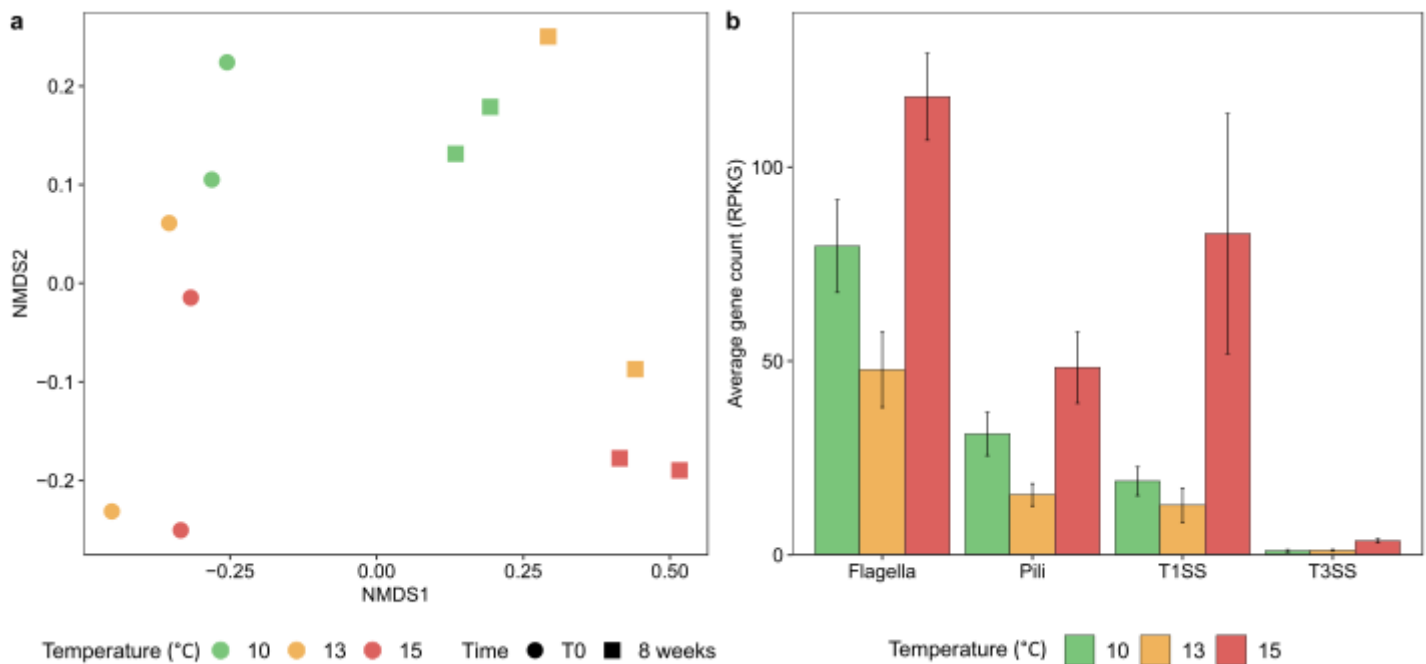 a
0.2
0.1
0.0
−0.1
−0.2
NMDS2
−0.25
0.00
0.25
0.50
NMDS1
Temperature (°C) 10 13 15 Time T0 8 weeks
b
100
50
0
Average gene count (RPKG)
Flagella
Pili
T1SS
T3SS
Temperature (°C) 10 13 15